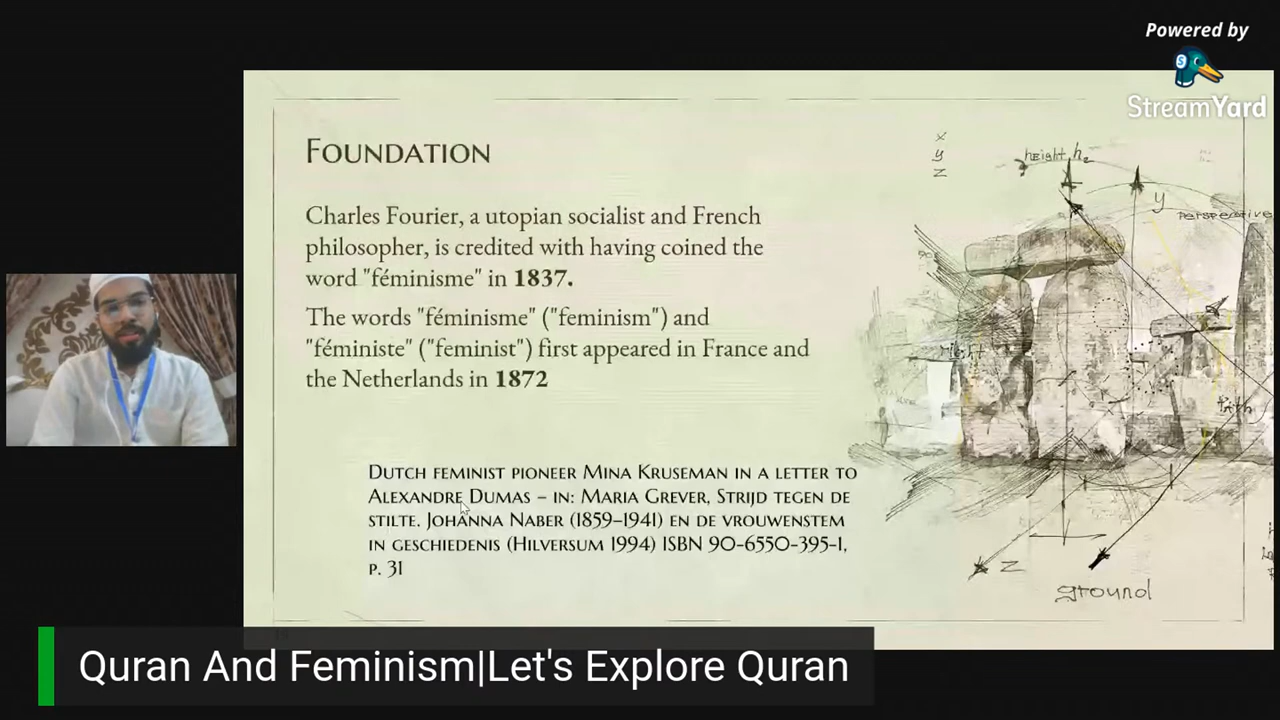 Powered by
StreamYard
FOUNDATION
Charles Fourier, a utopian socialist and French
philosopher, is credited with having coined the
word "féminisme" in 1837.
The words "féminisme" ("feminism") and
"féministe" ("feminist") first appeared in France and
the Netherlands in 1872
DUTCH FEMINIST PIONEER MINA KRUSEMAN IN A LETTER TO
ALEXANDRE DUMAS – IN: MARIA GREVER, STRIJD TEGEN DE
STILTE. JOHANNA NABER (1859–1941) EN DE VROUWENSTEM
IN GESCHIEDENIS (HILVERSUM 1994) ISBN 90-6550-395-1,
P. 31
x
y
z
height h₂
y
perspective
z
ground
Quran And Feminism|Let's Explore Quran